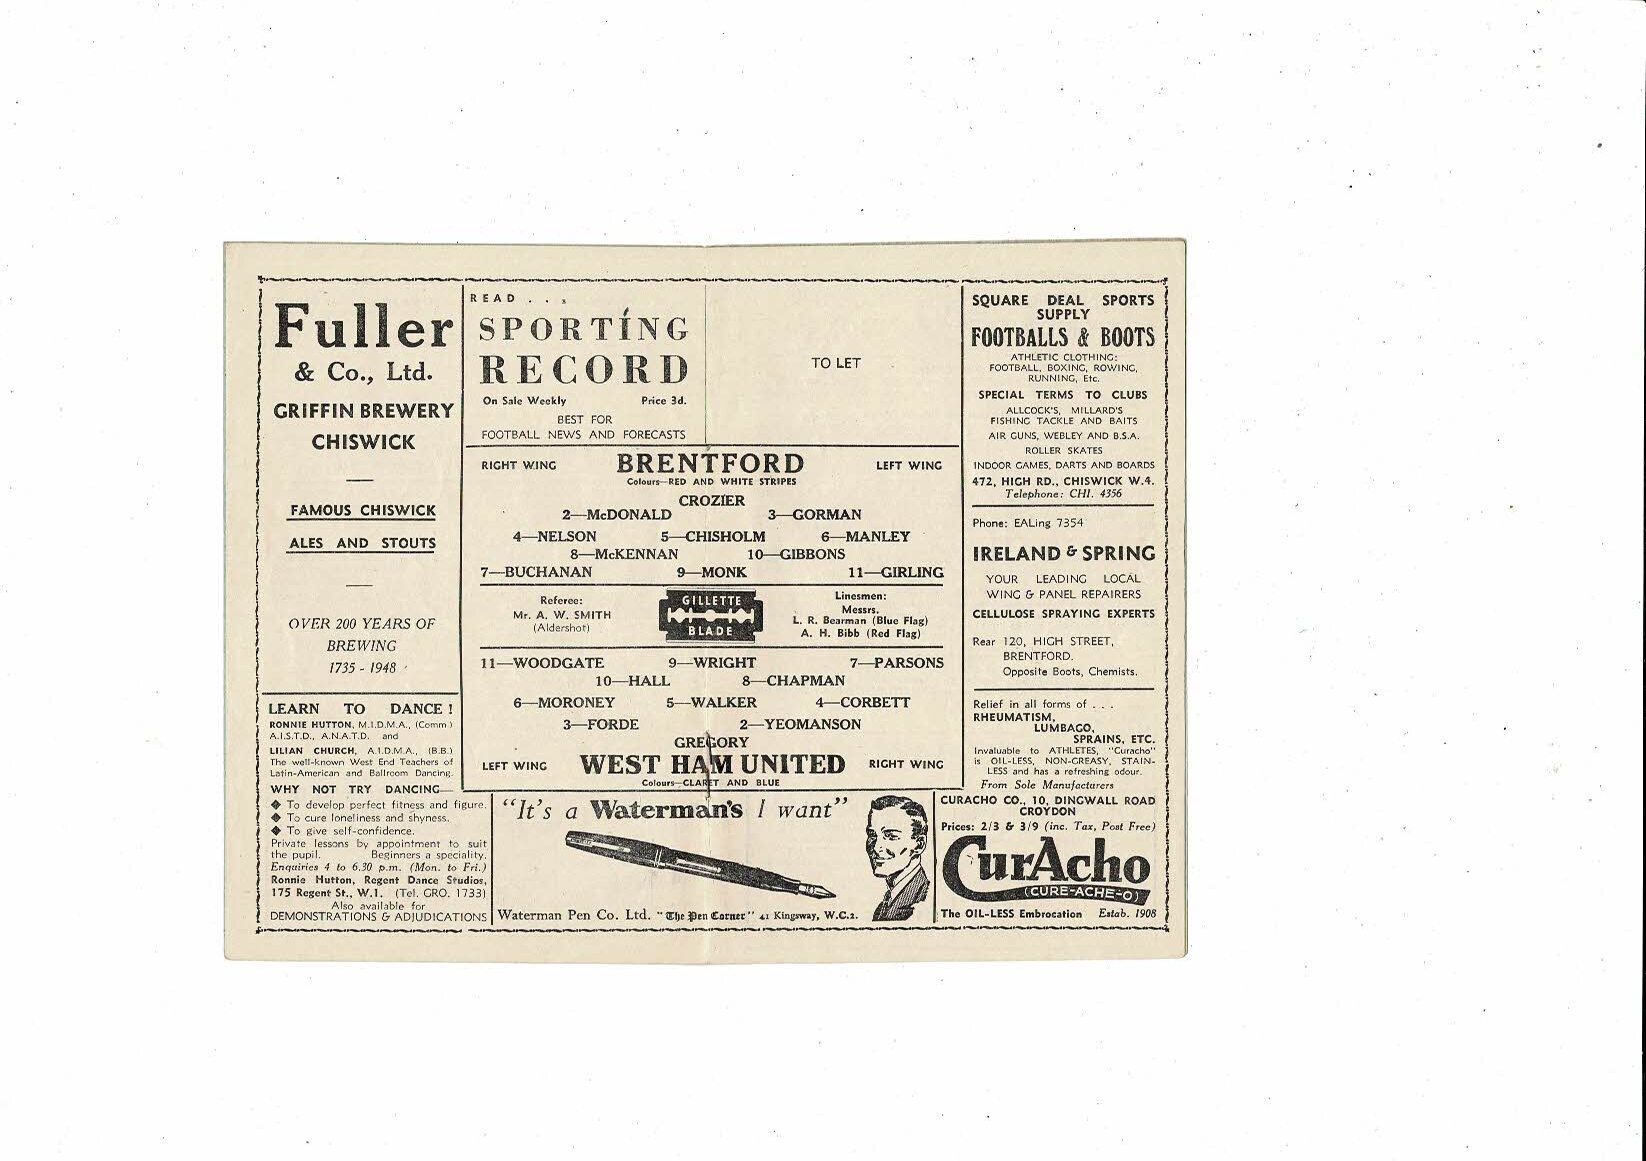 Fuller
& Co., Ltd.
GRIFFIN BREWERY
CHISWICK
FAMOUS CHISWICK
ALES AND STOUTS
OVER 200 YEARS OF
BREWING
1735 - 1948
LEARN TO DANCE !
RONNIE HUTTON, M.I.D.M.A., (Comm.)
A.I.S.T.D., A.N.A.T.D. and
LILIAN CHURCH, A.I.D.M.A., (B.B.)
The well-known West End Teachers of
Latin-American and Ballroom Dancing.
WHY NOT TRY DANCING—
◆ To develop perfect fitness and figure.
◆ To cure loneliness and shyness.
◆ To give self-confidence.
Private lessons by appointment to suit
the pupil. Beginners a speciality.
Enquiries 4 to 6.30 p.m. (Mon. to Fri.)
Ronnie Hutton, Regent Dance Studios,
175 Regent St., W.1. (Tel. GRO. 1733)
Also available for
DEMONSTRATIONS & ADJUDICATIONS
READ . . .
SPORTING
RECORD
On Sale Weekly Price 3d.
BEST FOR
FOOTBALL NEWS AND FORECASTS
TO LET
RIGHT WING BRENTFORD LEFT WING
Colours—RED AND WHITE STRIPES
CROZIER
2—McDONALD 3—GORMAN
4—NELSON 5—CHISHOLM 6—MANLEY
8—McKENNAN 10—GIBBONS
7—BUCHANAN 9—MONK 11—GIRLING
Referee:
Mr. A. W. SMITH
(Aldershot)
GILLETTE
BLADE
Linesmen:
Messrs.
L. R. Bearman (Blue Flag)
A. H. Bibb (Red Flag)
11—WOODGATE 9—WRIGHT 7—PARSONS
10—HALL 8—CHAPMAN
6—MORONEY 5—WALKER 4—CORBETT
3—FORDE 2—YEOMANSON
GREGORY
LEFT WING WEST HAM UNITED RIGHT WING
Colours—CLARET AND BLUE
"It's a Waterman's I want"
Waterman Pen Co. Ltd. "The Pen Corner" 41 Kingsway, W.C.2.
SQUARE DEAL SPORTS
SUPPLY
FOOTBALLS & BOOTS
ATHLETIC CLOTHING:
FOOTBALL, BOXING, ROWING,
RUNNING, Etc.
SPECIAL TERMS TO CLUBS
ALLCOCK'S, MILLARD'S
FISHING TACKLE AND BAITS
AIR GUNS, WEBLEY AND B.S.A.
ROLLER SKATES
INDOOR GAMES, DARTS AND BOARDS
472, HIGH RD., CHISWICK W.4.
Telephone: CHI. 4356
Phone: EALing 7354
IRELAND & SPRING
YOUR LEADING LOCAL
WING & PANEL REPAIRERS
CELLULOSE SPRAYING EXPERTS
Rear 120, HIGH STREET,
BRENTFORD.
Opposite Boots, Chemists.
Relief in all forms of . . .
RHEUMATISM,
LUMBAGO,
SPRAINS, ETC.
Invaluable to ATHLETES, "Curacho"
is OIL-LESS, NON-GREASY, STAIN-
LESS and has a refreshing odour.
From Sole Manufacturers
CURACHO CO., 10, DINGWALL ROAD
CROYDON
Prices: 2/3 & 3/9 (inc. Tax, Post Free)
CurAcho
(CURE-ACHE-O)
The OIL-LESS Embrocation Estab. 1908